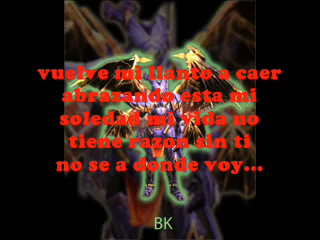 vuelve mi llanto a caer
abrazando esta mi
soledad mi vida no
tiene razon sin ti
no se a donde voy...
BK